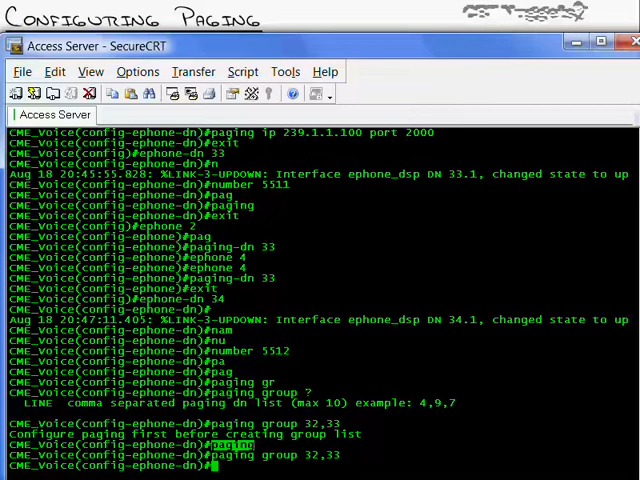 CONFIGURING PAGING
Access Server - SecureCRT
File Edit View Options Transfer Script Tools Help
Access Server
CME_Voice(config-ephone-dn)#paging ip 239.1.1.100 port 2000
CME_Voice(config-ephone-dn)#exit
CME_Voice(config)#ephone-dn 33
CME_Voice(config-ephone-dn)#n
Aug 18 20:45:55.828: %LINK-3-UPDOWN: Interface ephone_dsp DN 33.1, changed state to up
CME_Voice(config-ephone-dn)#number 5511
CME_Voice(config-ephone-dn)#pag
CME_Voice(config-ephone-dn)#paging
CME_Voice(config-ephone-dn)#exit
CME_Voice(config)#ephone 2
CME_Voice(config-ephone)#pag
CME_Voice(config-ephone)#paging-dn 33
CME_Voice(config-ephone)#ephone 4
CME_Voice(config-ephone)#ephone 4
CME_Voice(config-ephone)#paging-dn 33
CME_Voice(config-ephone)#exit
CME_Voice(config)#ephone-dn 34
CME_Voice(config-ephone-dn)#
Aug 18 20:47:11.405: %LINK-3-UPDOWN: Interface ephone_dsp DN 34.1, changed state to up
CME_Voice(config-ephone-dn)#nam
CME_Voice(config-ephone-dn)#nu
CME_Voice(config-ephone-dn)#number 5512
CME_Voice(config-ephone-dn)#pa
CME_Voice(config-ephone-dn)#pag
CME_Voice(config-ephone-dn)#paging gr
CME_Voice(config-ephone-dn)#paging group ?
LINE comma separated paging dn list (max 10) example: 4,9,7
CME_Voice(config-ephone-dn)#paging group 32,33
Configure paging first before creating group list
CME_Voice(config-ephone-dn)#paging
CME_Voice(config-ephone-dn)#paging group 32,33
CME_Voice(config-ephone-dn)#